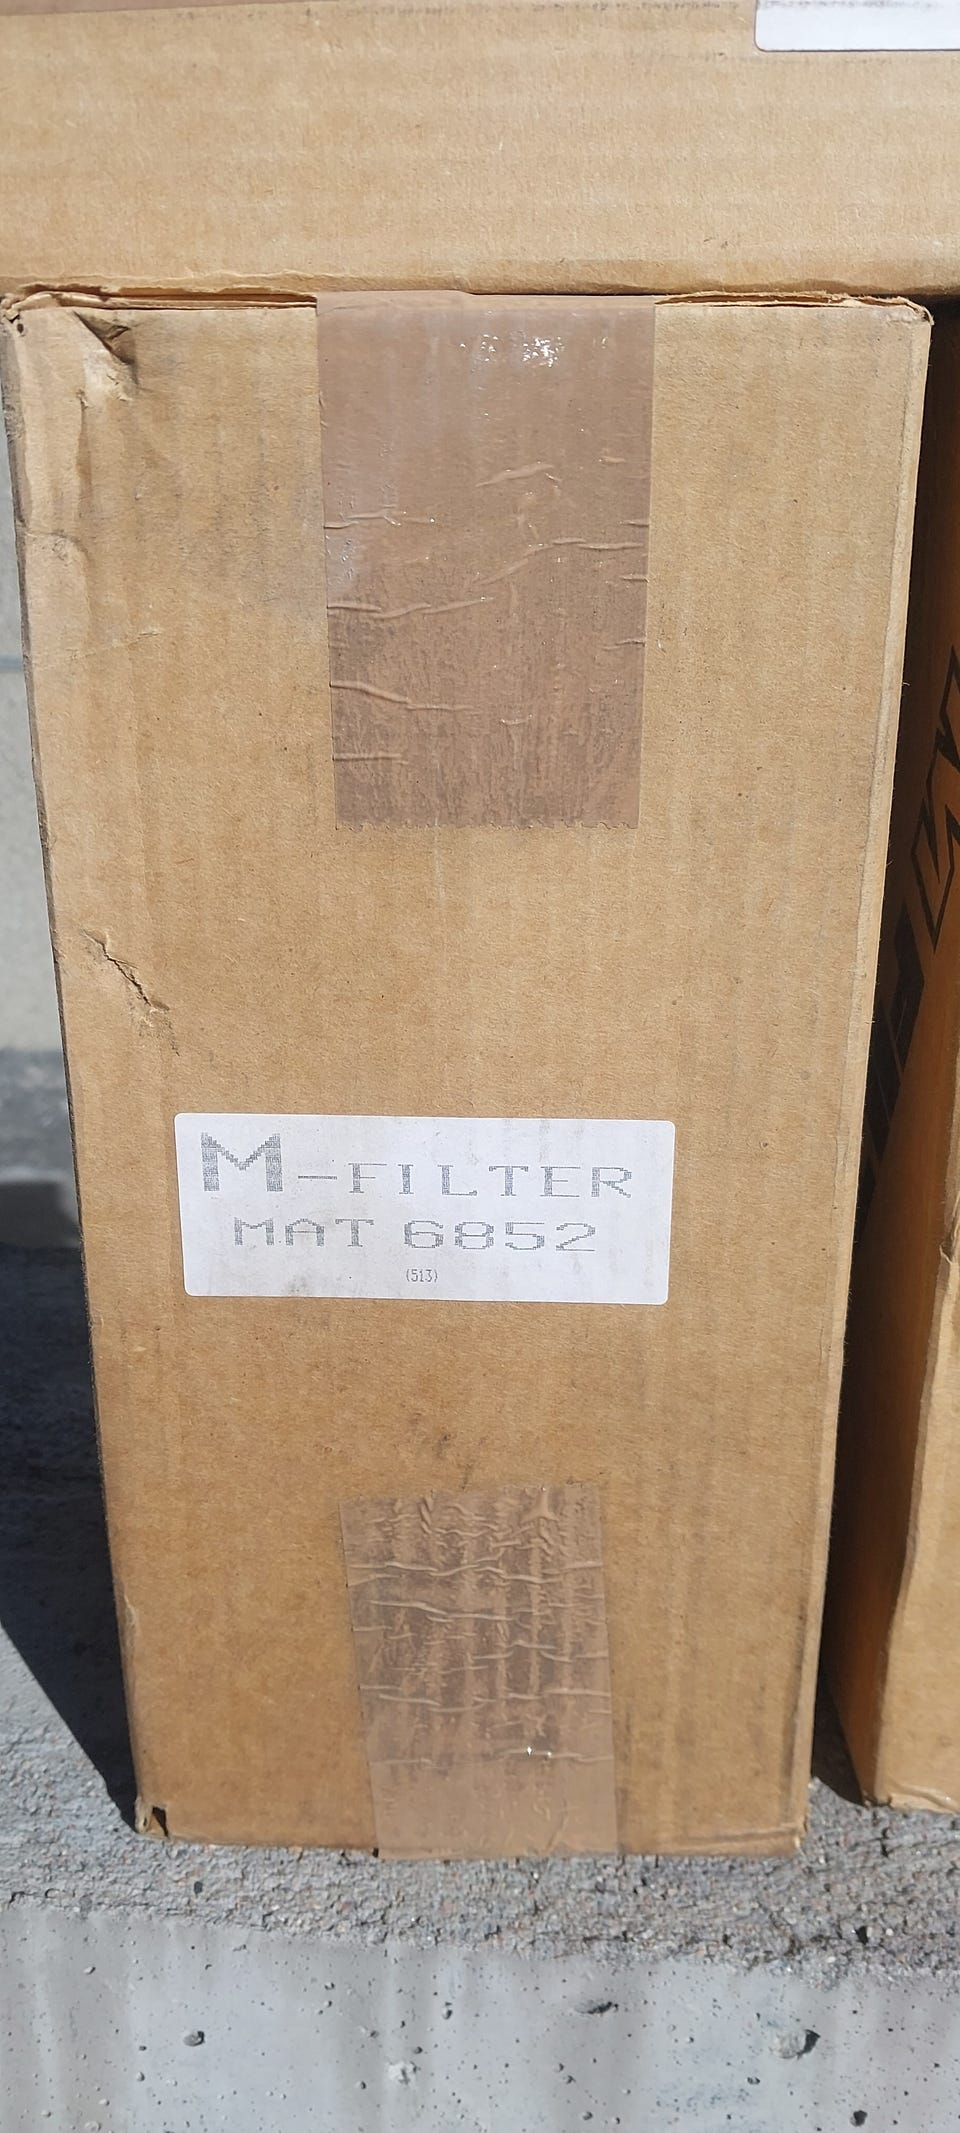 M-FILTER
MAT 6852
(513)